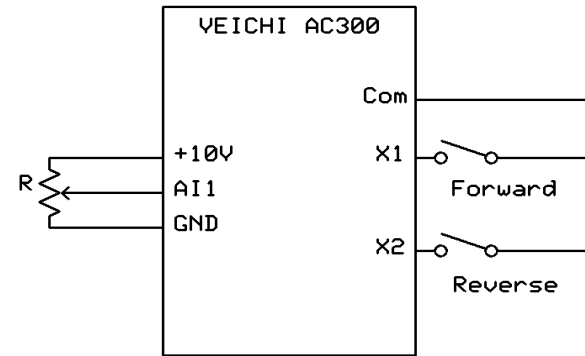 VEICHI AC300
Com
+10V
X1
R
AI1
Forward
GND
X2
Reverse